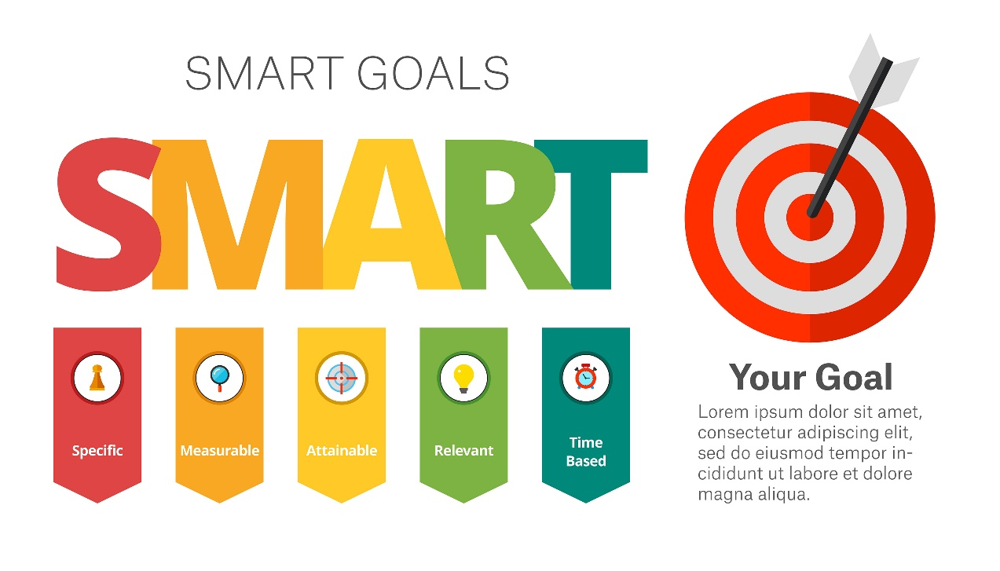 SMART GOALS
SMART
Specific
Measurable
Attainable
Relevant
Time
Based
Your Goal
Lorem ipsum dolor sit amet,
consectetur adipiscing elit,
sed do eiusmod tempor in-
cididunt ut labore et dolore
magna aliqua.